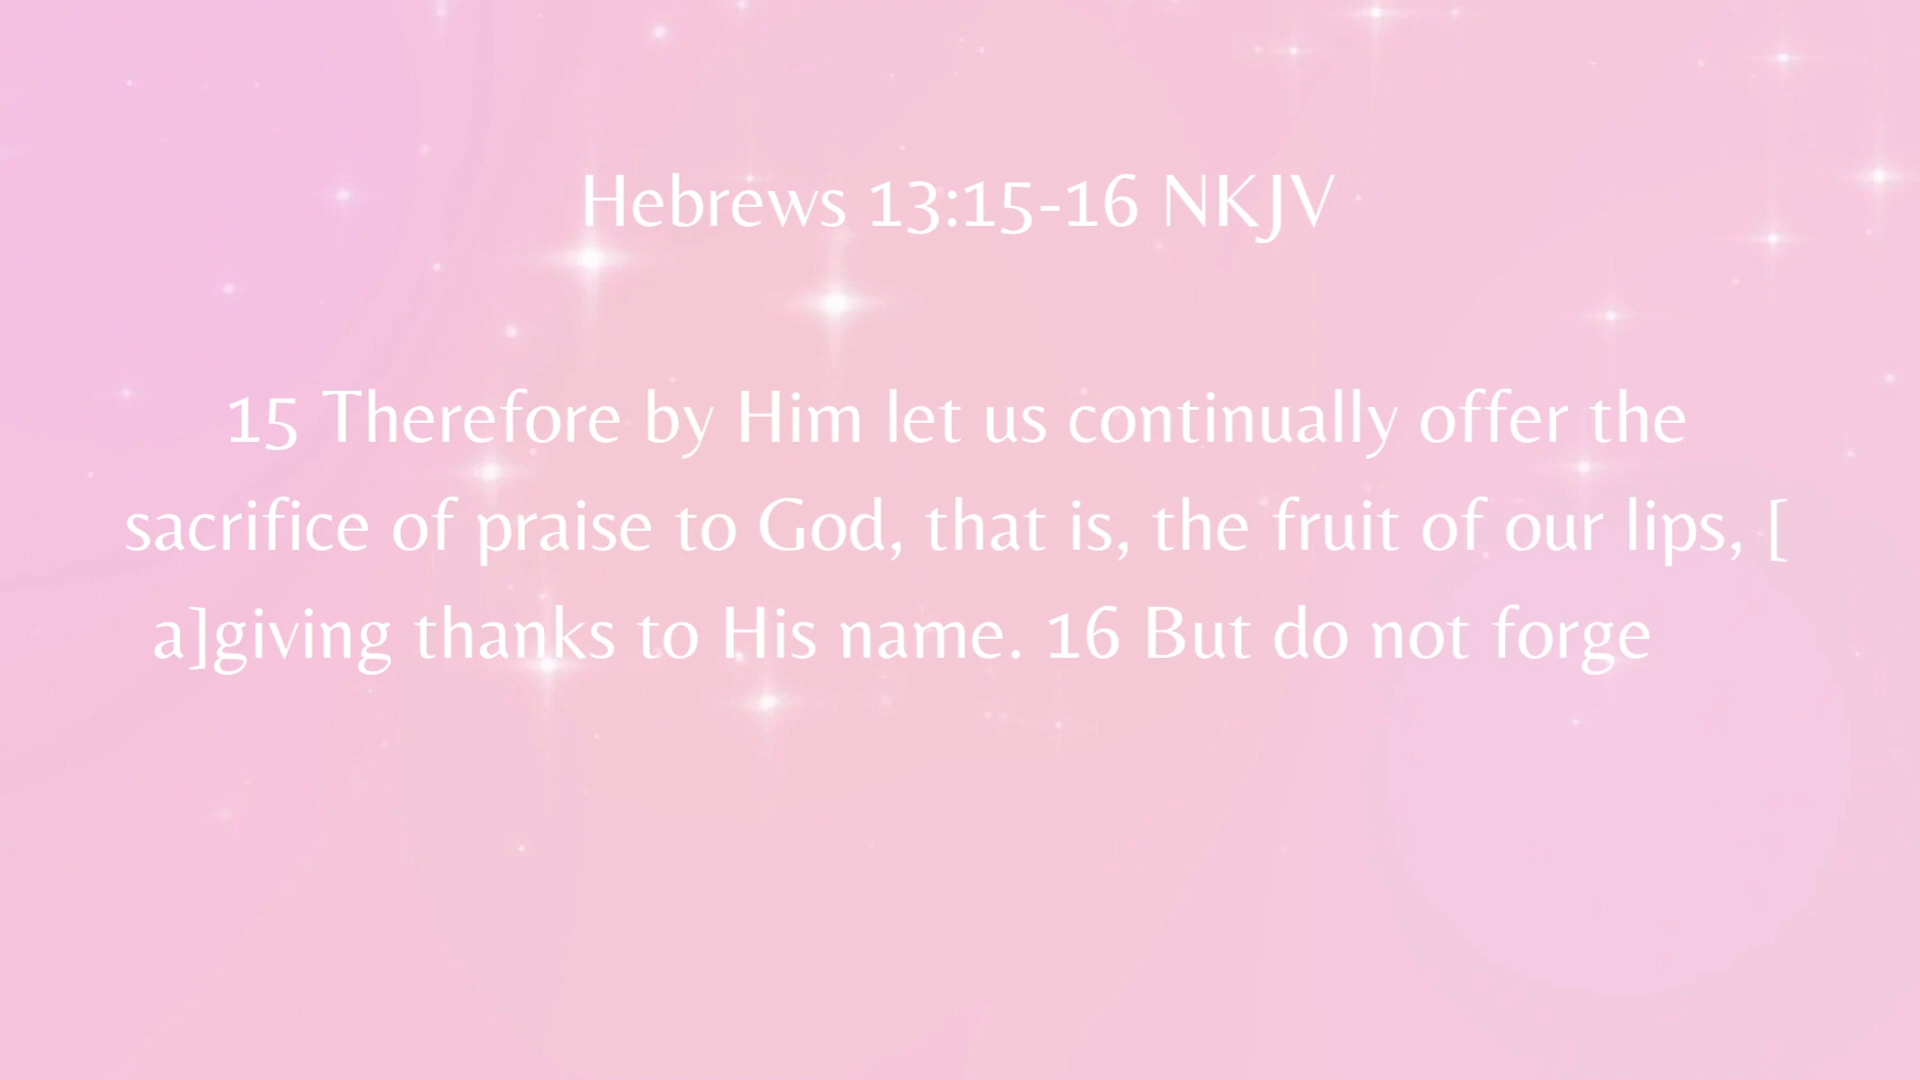 Hebrews 13:15-16 NKJV
15 Therefore by Him let us continually offer the
sacrifice of praise to God, that is, the fruit of our lips, [
a]giving thanks to His name. 16 But do not forge